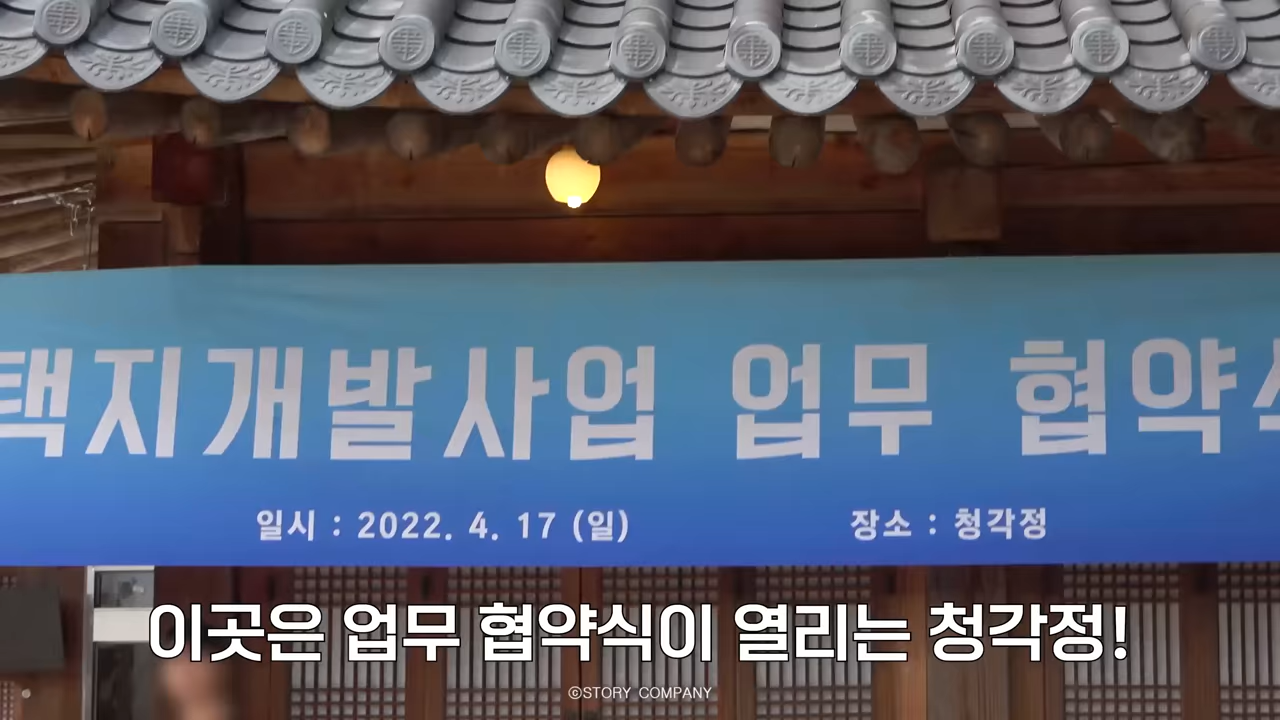 택지개발사업 업무 협약식
일시 : 2022. 4. 17 (일)
장소 : 청각정
이곳은 업무 협약식이 열리는 청각정!
ⓒSTORY COMPANY